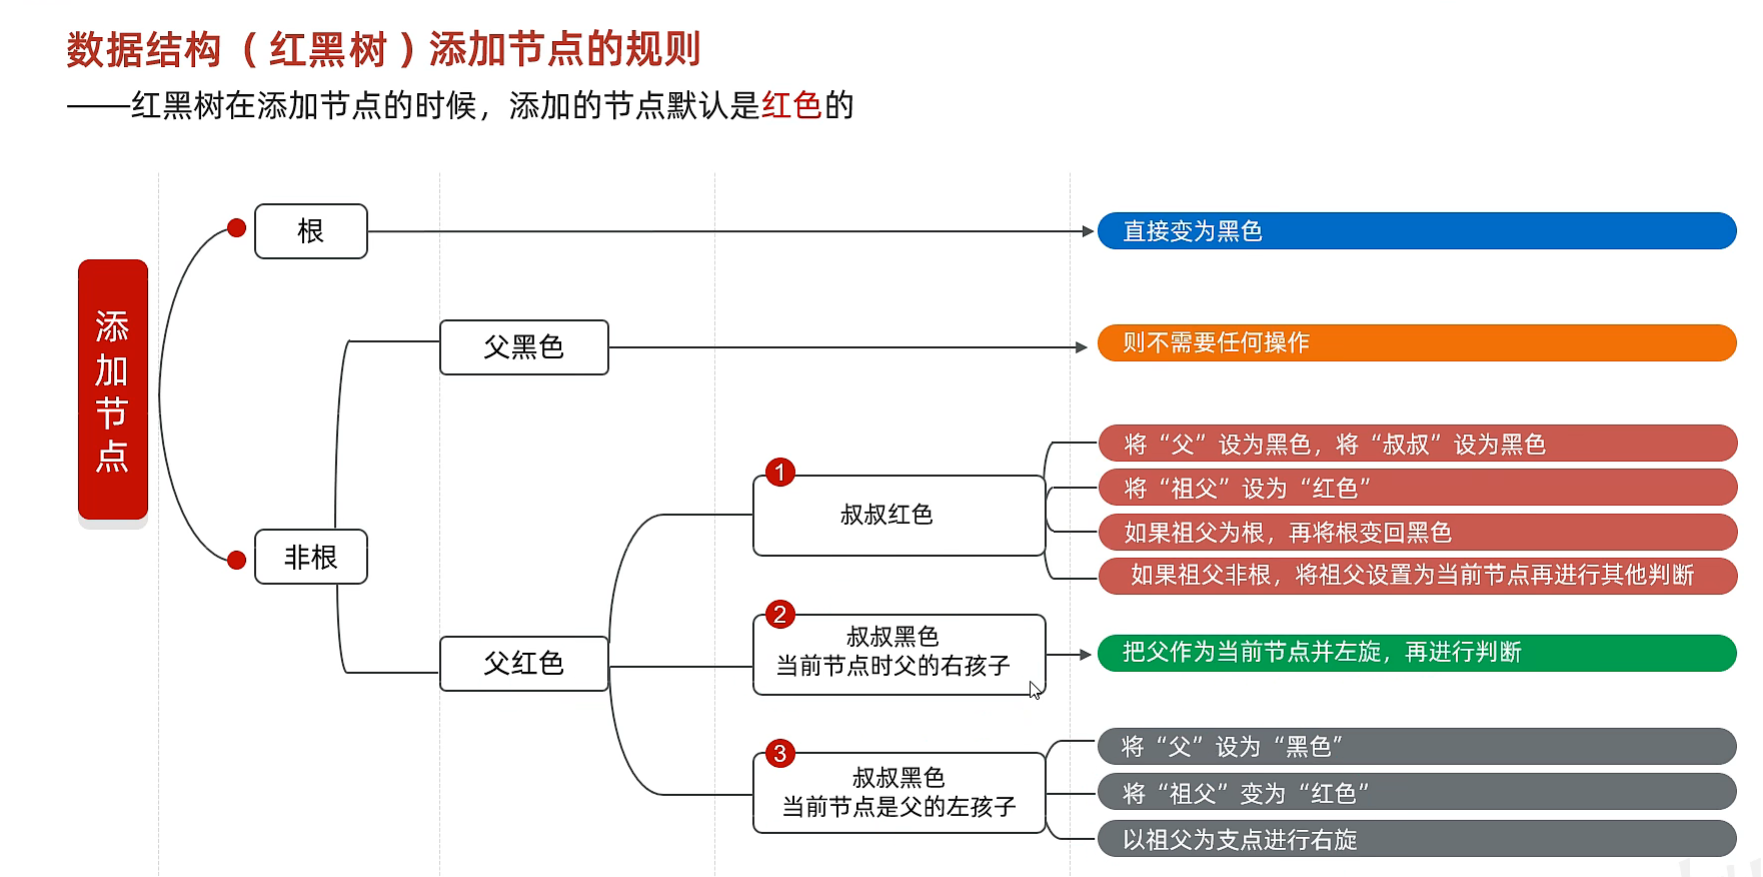 数据结构（红黑树）添加节点的规则
——红黑树在添加节点的时候，添加的节点默认是红色的
添加节点
根
直接变为黑色
非根
父黑色
则不需要任何操作
父红色
1
叔叔红色
将“父”设为黑色，将“叔叔”设为黑色
将“祖父”设为“红色”
如果祖父为根，再将根变回黑色
如果祖父非根，将祖父设置为当前节点再进行其他判断
2
叔叔黑色
当前节点时父的右孩子
把父作为当前节点并左旋，再进行判断
3
叔叔黑色
当前节点是父的左孩子
将“父”设为“黑色”
将“祖父”变为“红色”
以祖父为支点进行右旋